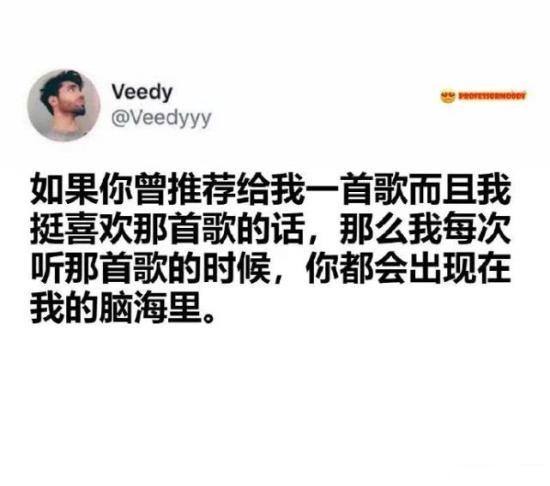 Veedy
@Veedyyy
PROFESSORMOODY
如果你曾推荐给我一首歌而且我
挺喜欢那首歌的话，那么我每次
听那首歌的时候，你都会出现在
我的脑海里。